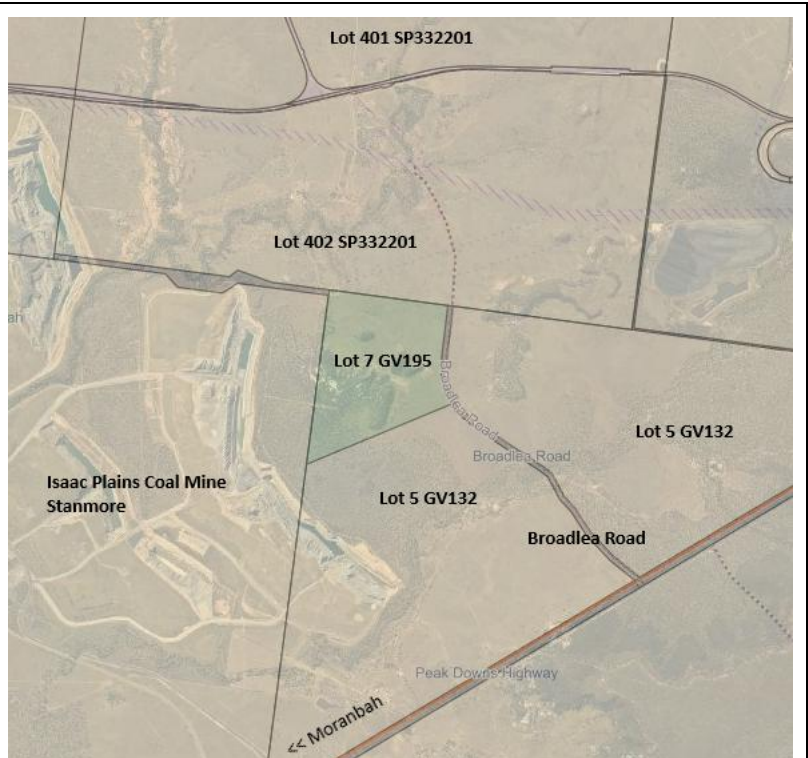 Lot 401 SP332201
Lot 402 SP332201
ah
Lot 7 GV195
Broadlea Road
Lot 5 GV132
Broadlea Road
Isaac Plains Coal Mine
Stanmore
Lot 5 GV132
Broadlea Road
Peak Downs Highway
<< Moranbah